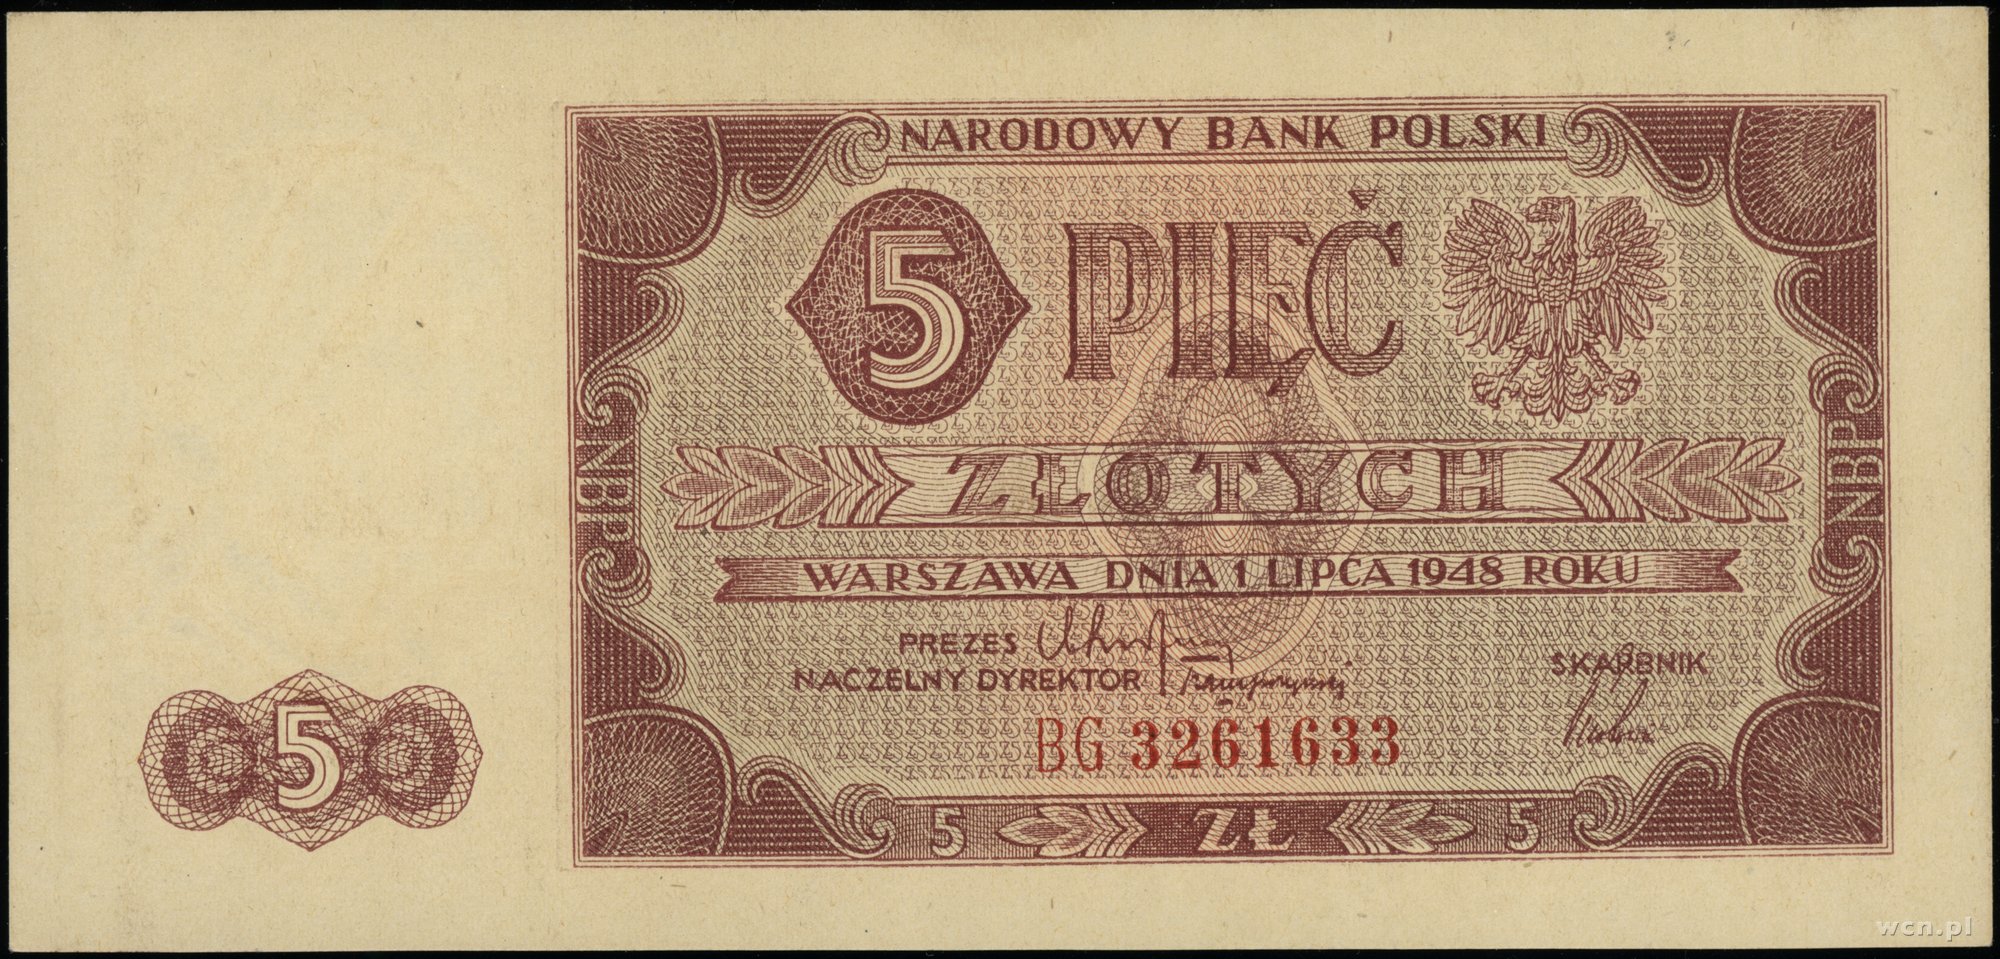 NARODOWY BANK POLSKI
5 PIĘĆ
ZŁOTYCH
NBP
NBP
WARSZAWA DNIA 1 LIPCA 1948 ROKU
PREZES
NACZELNY DYREKTOR
SKARBNIK
BG 3261633
5
5 ZŁ 5
wcn.pl